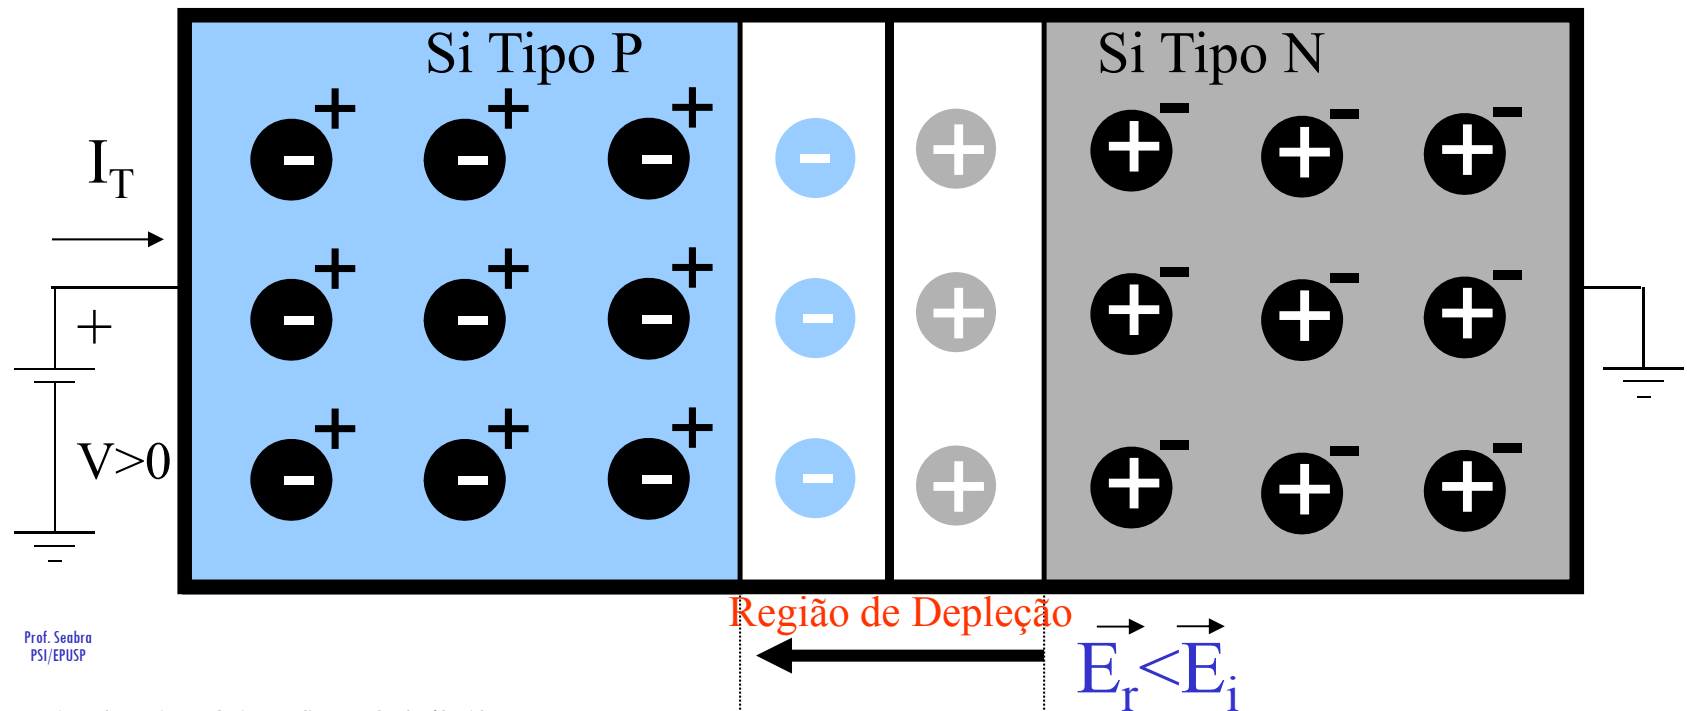 Si Tipo P
Si Tipo N
I_T
+
V>0
Região de Depleção
E_r<E_i
Prof. Seabra
PSI/EPUSP